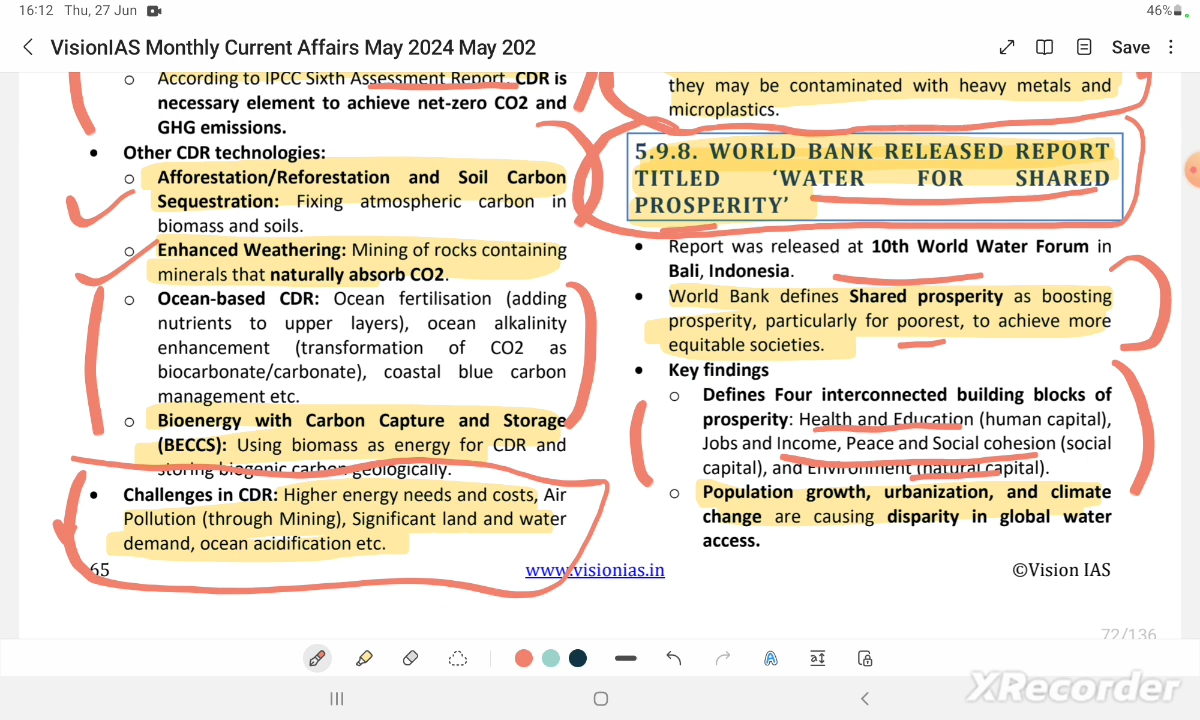 16:12 Thu, 27 Jun
46%
VisionIAS Monthly Current Affairs May 2024 May 202
Save
o According to IPCC Sixth Assessment Report, CDR is
necessary element to achieve net-zero CO2 and
GHG emissions.
• Other CDR technologies:
o Afforestation/Reforestation and Soil Carbon
Sequestration: Fixing atmospheric carbon in
biomass and soils.
o Enhanced Weathering: Mining of rocks containing
minerals that naturally absorb CO2.
o Ocean-based CDR: Ocean fertilisation (adding
nutrients to upper layers), ocean alkalinity
enhancement (transformation of CO2 as
biocarbonate/carbonate), coastal blue carbon
management etc.
o Bioenergy with Carbon Capture and Storage
(BECCS): Using biomass as energy for CDR and
storing biogenic carbon geologically.
• Challenges in CDR: Higher energy needs and costs, Air
Pollution (through Mining), Significant land and water
demand, ocean acidification etc.
they may be contaminated with heavy metals and
microplastics.
5.9.8. WORLD BANK RELEASED REPORT
TITLED ‘WATER FOR SHARED
PROSPERITY’
• Report was released at 10th World Water Forum in
Bali, Indonesia.
• World Bank defines Shared prosperity as boosting
prosperity, particularly for poorest, to achieve more
equitable societies.
• Key findings
o Defines Four interconnected building blocks of
prosperity: Health and Education (human capital),
Jobs and Income, Peace and Social cohesion (social
capital), and Environment (natural capital).
o Population growth, urbanization, and climate
change are causing disparity in global water
access.
65
www.visionias.in
©Vision IAS
72/136
XRecorder